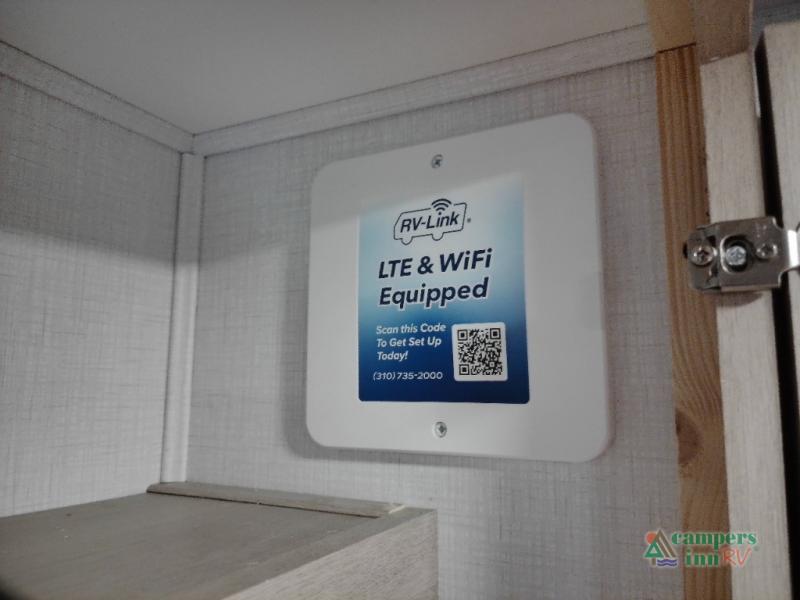 RV-Link®
LTE & WiFi
Equipped
Scan this Code
To Get Set Up
Today!
(310) 735-2000
campers
inn RV®